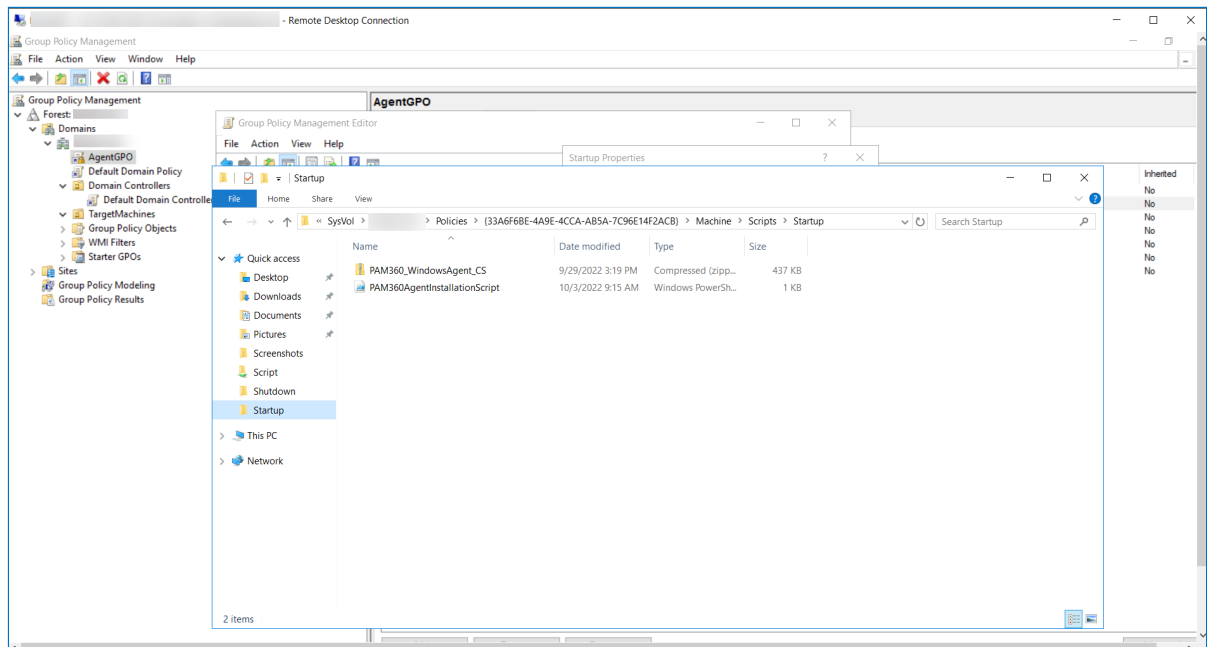 - Remote Desktop Connection
Group Policy Management
File Action View Window Help
Group Policy Management
Forest:
Domains
AgentGPO
Default Domain Policy
Domain Controllers
Default Domain Controlle
TargetMachines
Group Policy Objects
WMI Filters
Starter GPOs
Sites
Group Policy Modeling
Group Policy Results
AgentGPO
Group Policy Management Editor
File Action View Help
Startup Properties
?
Startup
File Home Share View
« SysVol > > Policies > {33A6F6BE-4A9E-4CCA-AB5A-7C96E14F2ACB} > Machine > Scripts > Startup
Search Startup
Name Date modified Type Size
Quick access
Desktop
Downloads
Documents
Pictures
Screenshots
Script
Shutdown
Startup
This PC
Network
PAM360_WindowsAgent_CS 9/29/2022 3:19 PM Compressed (zipp... 437 KB
PAM360AgentInstallationScript 10/3/2022 9:15 AM Windows PowerSh... 1 KB
2 items
Inherited
No
No
No
No
No
No
No